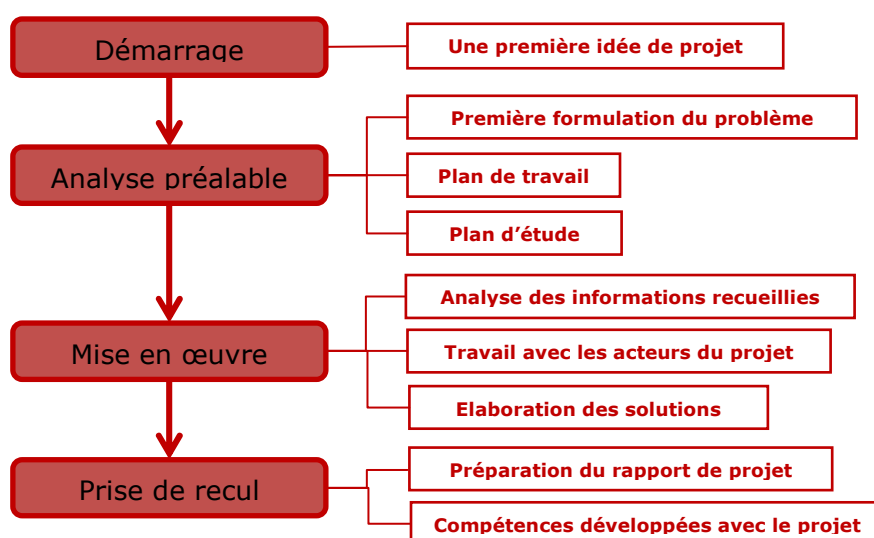 Démarrage
Une première idée de projet
Première formulation du problème
Analyse préalable
Plan de travail
Plan d’étude
Analyse des informations recueillies
Mise en œuvre
Travail avec les acteurs du projet
Elaboration des solutions
Préparation du rapport de projet
Prise de recul
Compétences développées avec le projet